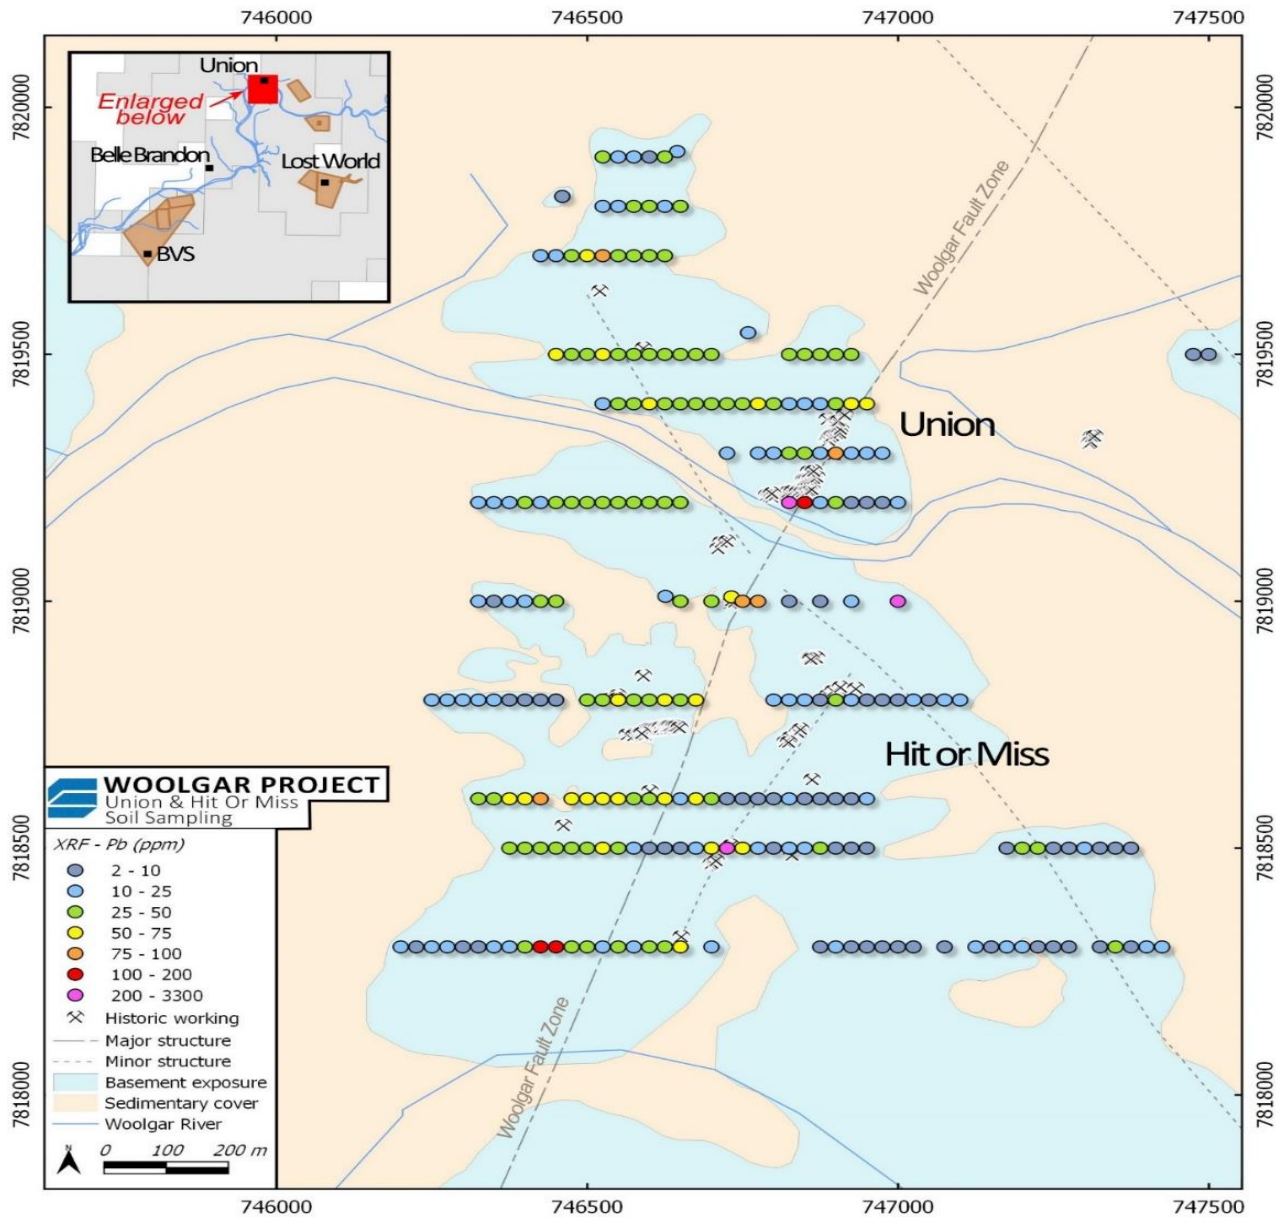 746000
746500
747000
747500
7820000
7819500
7819000
7818500
7818000
7820000
7819500
7819000
7818500
7818000
Union
Enlarged
below
Belle Brandon
Lost World
BVS
Woolgar Fault Zone
Union
Hit or Miss
Woolgar Fault Zone
WOOLGAR PROJECT
Union & Hit Or Miss
Soil Sampling
XRF - Pb (ppm)
2 - 10
10 - 25
25 - 50
50 - 75
75 - 100
100 - 200
200 - 3300
Historic working
Major structure
Minor structure
Basement exposure
Sedimentary cover
Woolgar River
N
0 100 200 m
746000
746500
747000
747500